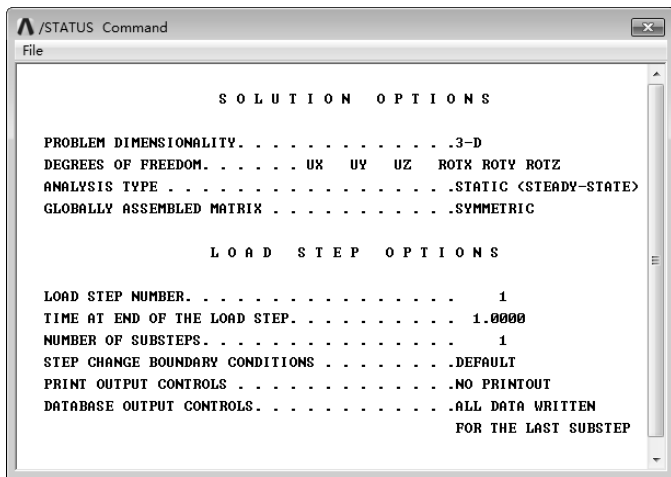 /STATUS Command
File
S O L U T I O N   O P T I O N S
PROBLEM DIMENSIONALITY. . . . . . . . . . . . .3-D
DEGREES OF FREEDOM. . . . . . UX   UY   UZ   ROTX ROTY ROTZ
ANALYSIS TYPE . . . . . . . . . . . . . . . . .STATIC (STEADY-STATE)
GLOBALLY ASSEMBLED MATRIX . . . . . . . . . . .SYMMETRIC
L O A D   S T E P   O P T I O N S
LOAD STEP NUMBER. . . . . . . . . . . . . . . .     1
TIME AT END OF THE LOAD STEP. . . . . . . . . .  1.0000
NUMBER OF SUBSTEPS. . . . . . . . . . . . . . .     1
STEP CHANGE BOUNDARY CONDITIONS . . . . . . . .DEFAULT
PRINT OUTPUT CONTROLS . . . . . . . . . . . . .NO PRINTOUT
DATABASE OUTPUT CONTROLS. . . . . . . . . . . .ALL DATA WRITTEN
FOR THE LAST SUBSTEP